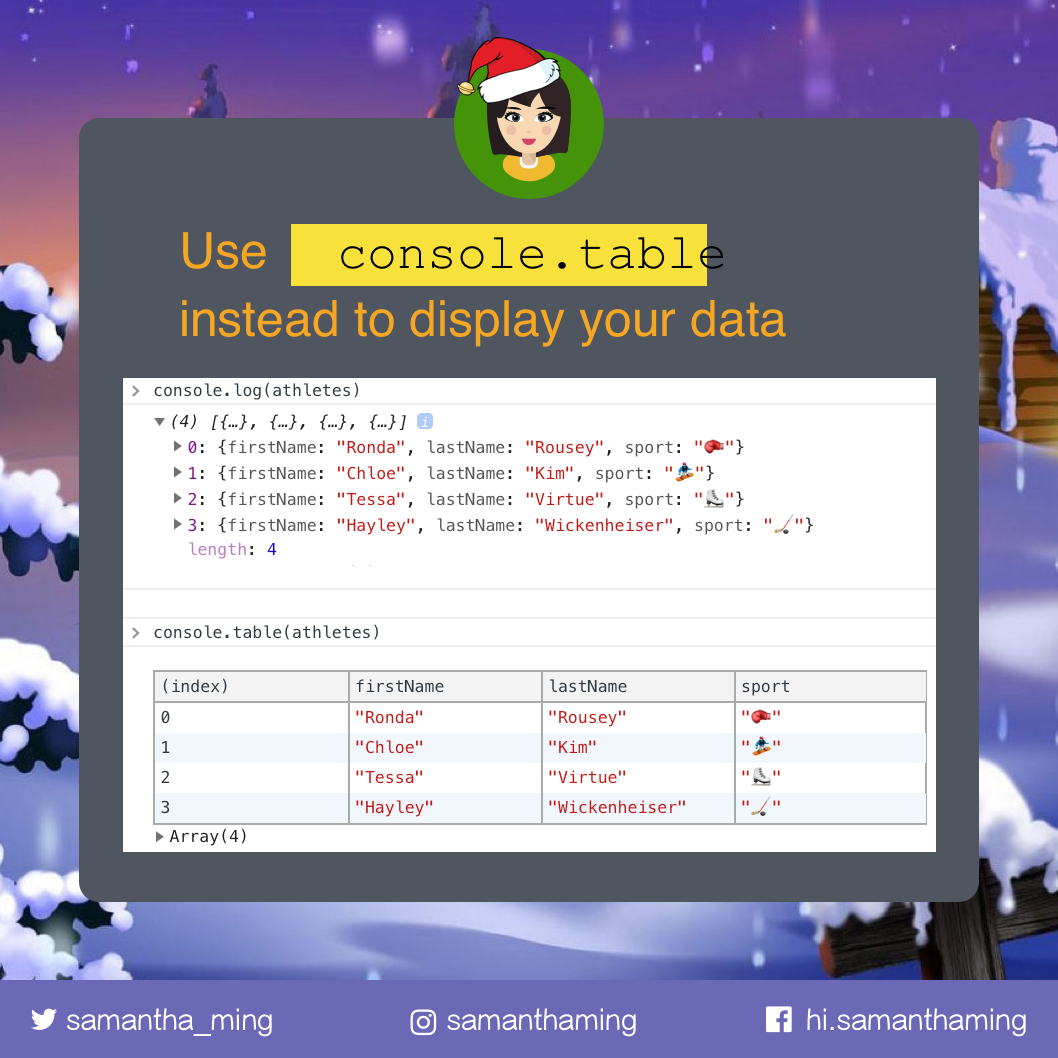 Use console.table
instead to display your data
> console.log(athletes)
▼(4) [{…}, {…}, {…}, {…}] i
▶0: {firstName: "Ronda", lastName: "Rousey", sport: "🥊"}
▶1: {firstName: "Chloe", lastName: "Kim", sport: "🏂"}
▶2: {firstName: "Tessa", lastName: "Virtue", sport: "⛸"}
▶3: {firstName: "Hayley", lastName: "Wickenheiser", sport: "🏑"}
length: 4
> console.table(athletes)
(index) firstName lastName sport
0 "Ronda" "Rousey" "🥊"
1 "Chloe" "Kim" "🏂"
2 "Tessa" "Virtue" "⛸"
3 "Hayley" "Wickenheiser" "🏑"
▶Array(4)
samantha_ming samanthaming hi.samanthaming